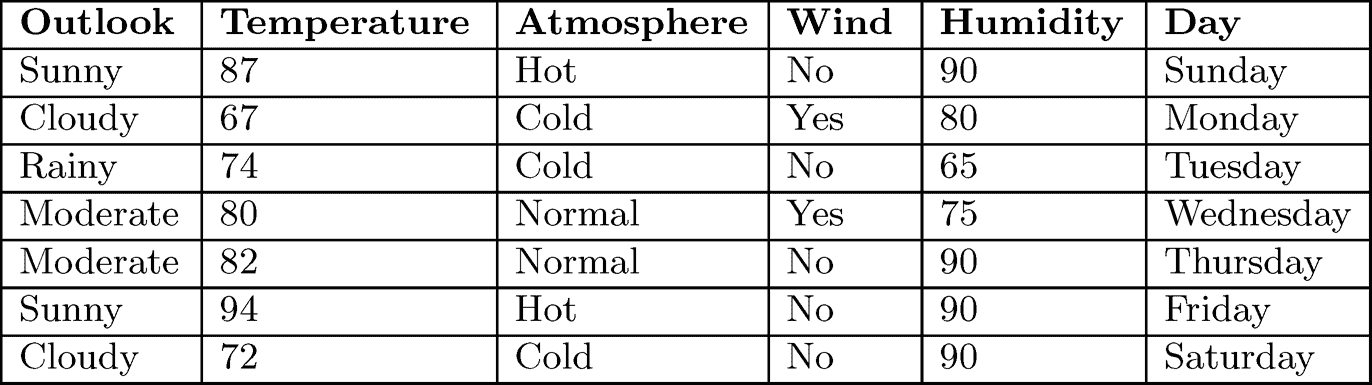 Outlook Temperature Atmosphere Wind Humidity Day
Sunny 87 Hot No 90 Sunday
Cloudy 67 Cold Yes 80 Monday
Rainy 74 Cold No 65 Tuesday
Moderate 80 Normal Yes 75 Wednesday
Moderate 82 Normal No 90 Thursday
Sunny 94 Hot No 90 Friday
Cloudy 72 Cold No 90 Saturday